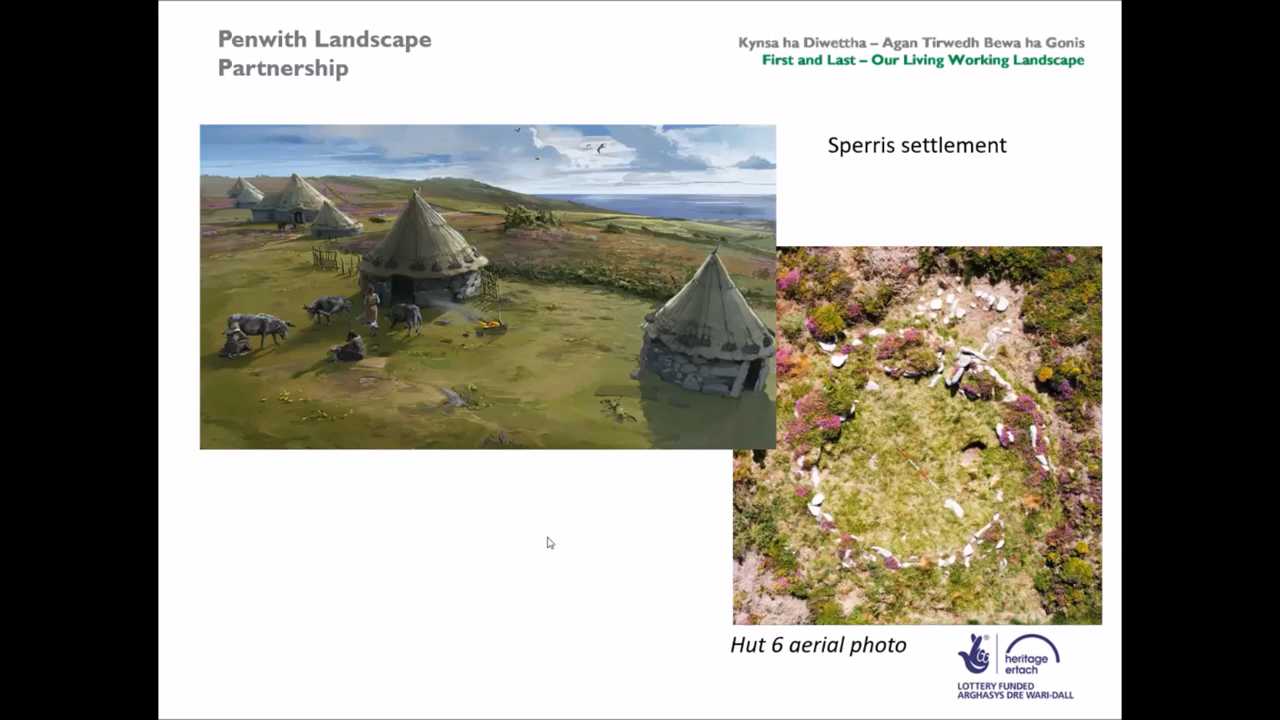 Penwith Landscape
Partnership
Kynsa ha Diwettha – Agan Tirwedh Bewa ha Gonis
First and Last – Our Living Working Landscape
Sperris settlement
Hut 6 aerial photo
heritage
ertach
LOTTERY FUNDED
ARGHASYS DRE WARI-DALL